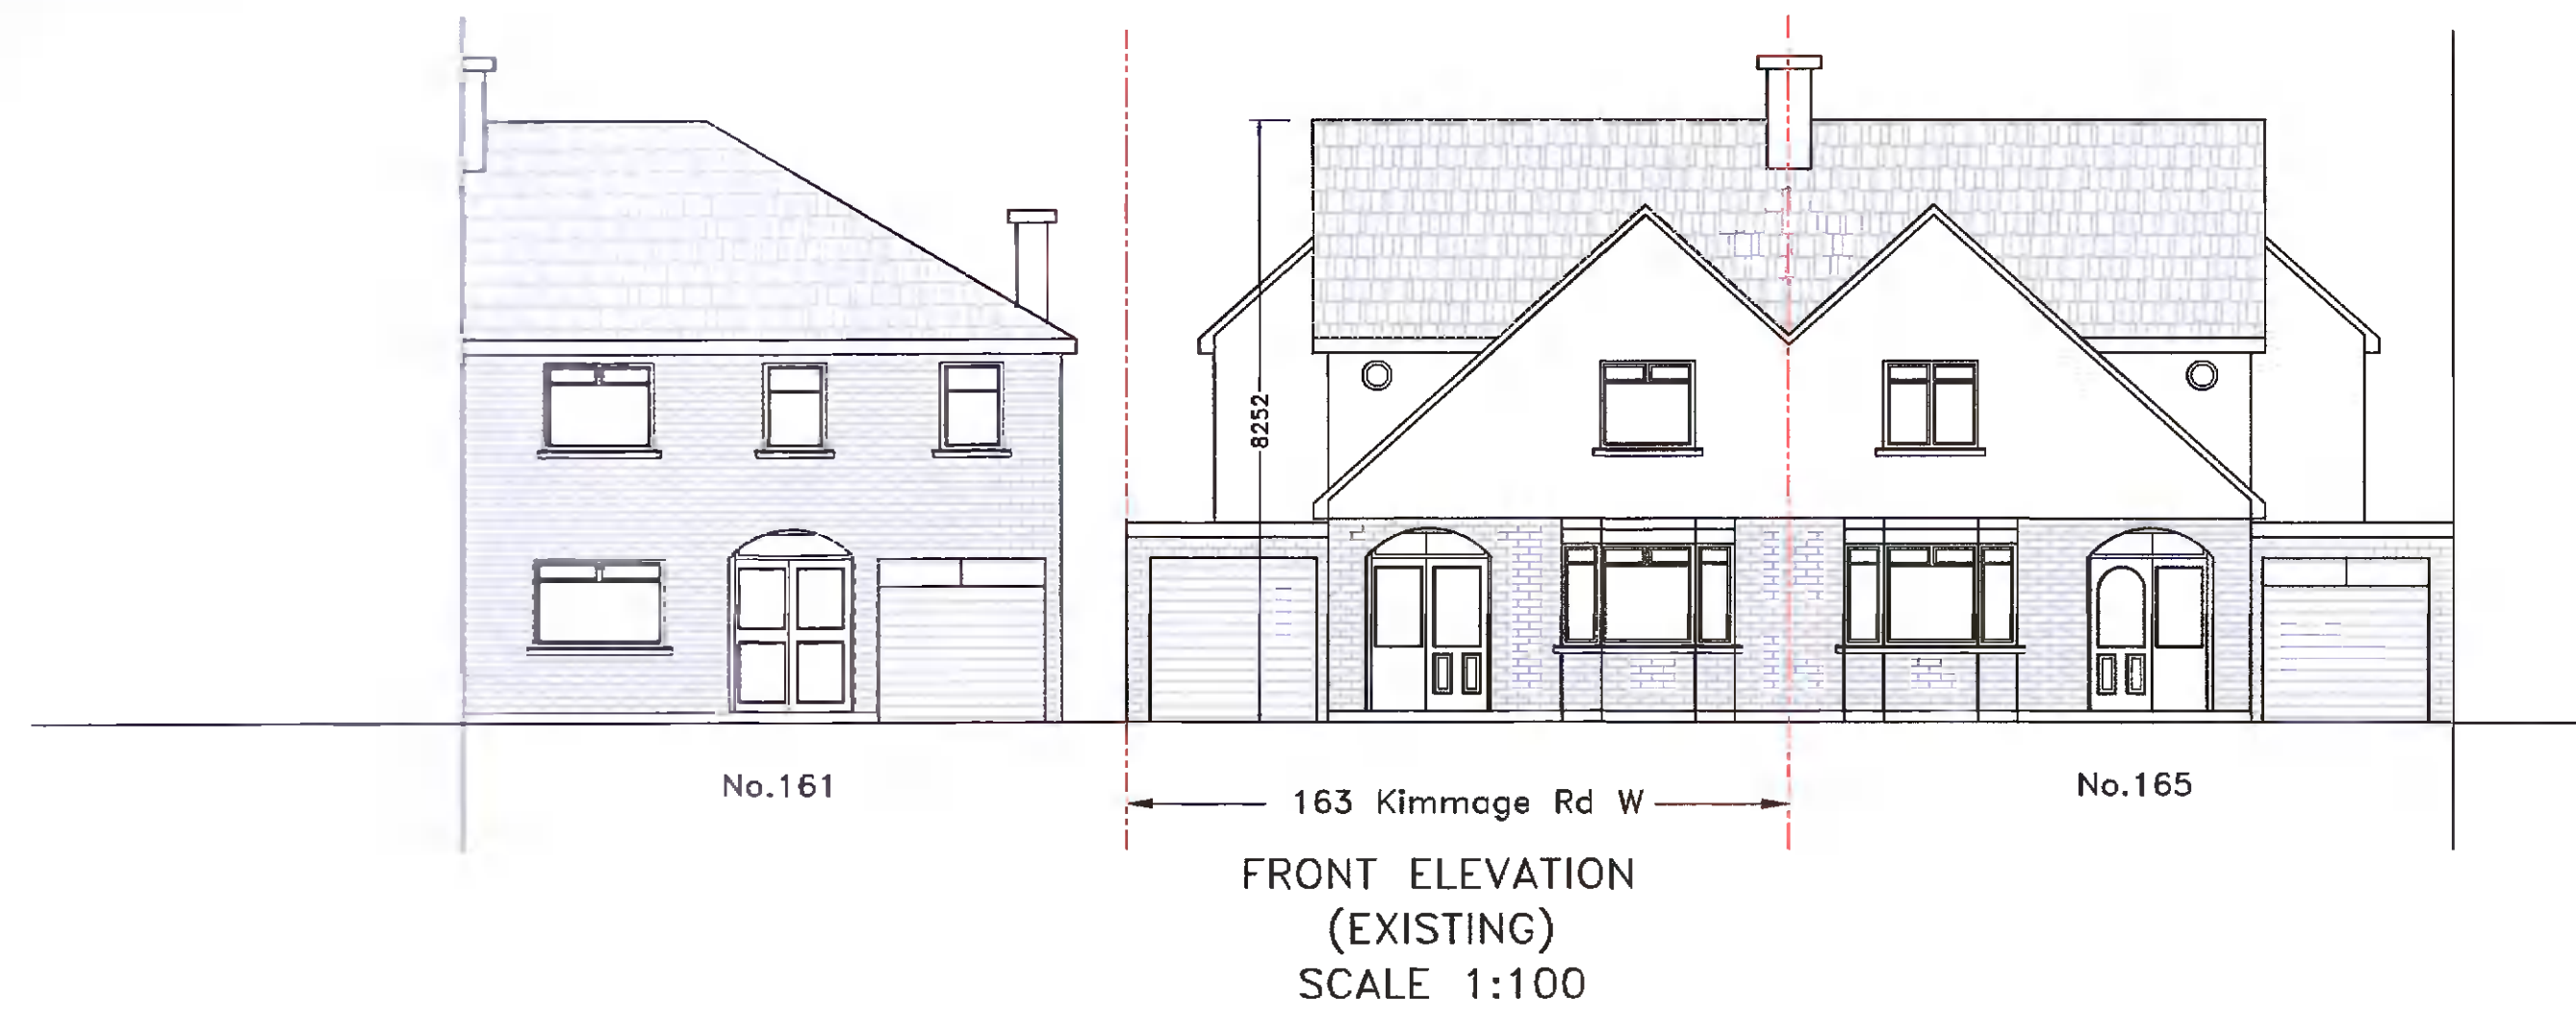 8252
No.161
163 Kimmage Rd W
No.165
FRONT ELEVATION
(EXISTING)
SCALE 1:100